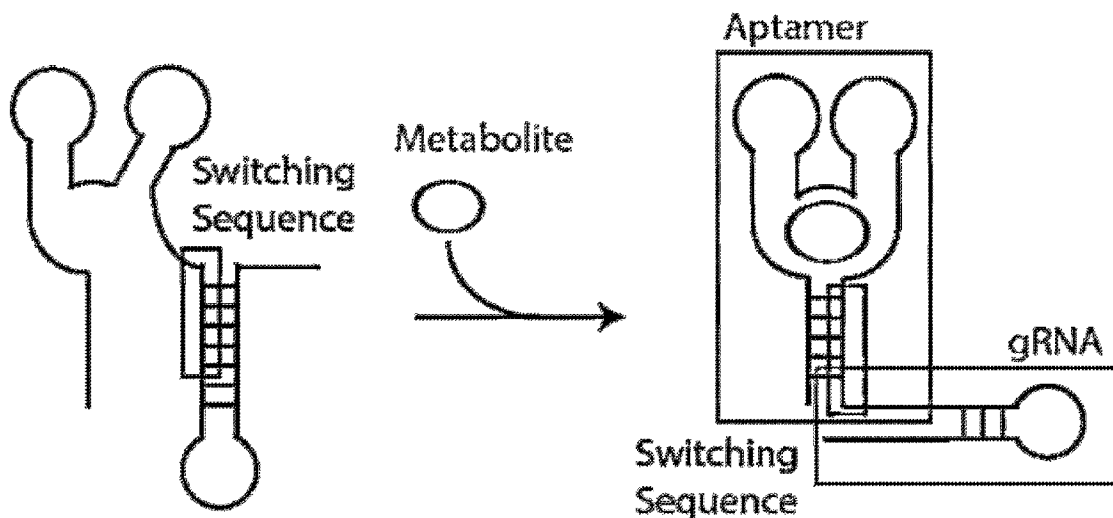 Aptamer
Metabolite
Switching
Sequence
gRNA
Switching
Sequence